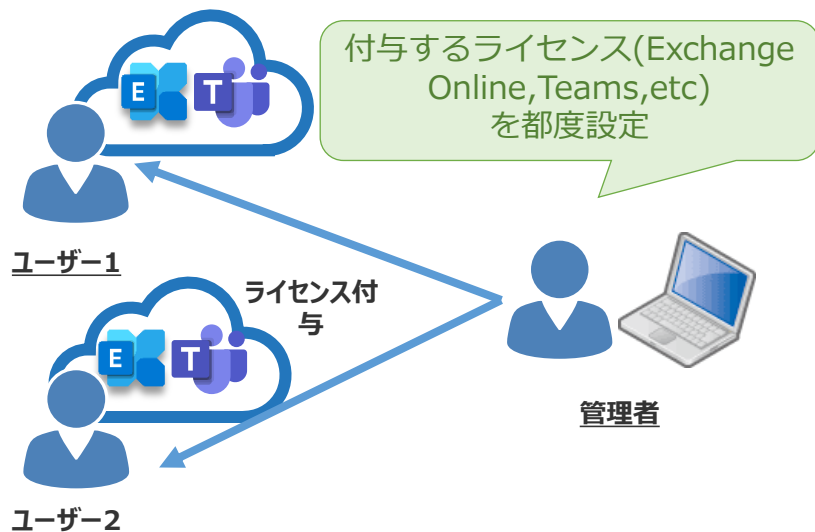 付与するライセンス(Exchange
Online,Teams,etc)
を都度設定
E
T
ユーザー1
ライセンス付
与
E
T
管理者
ユーザー2